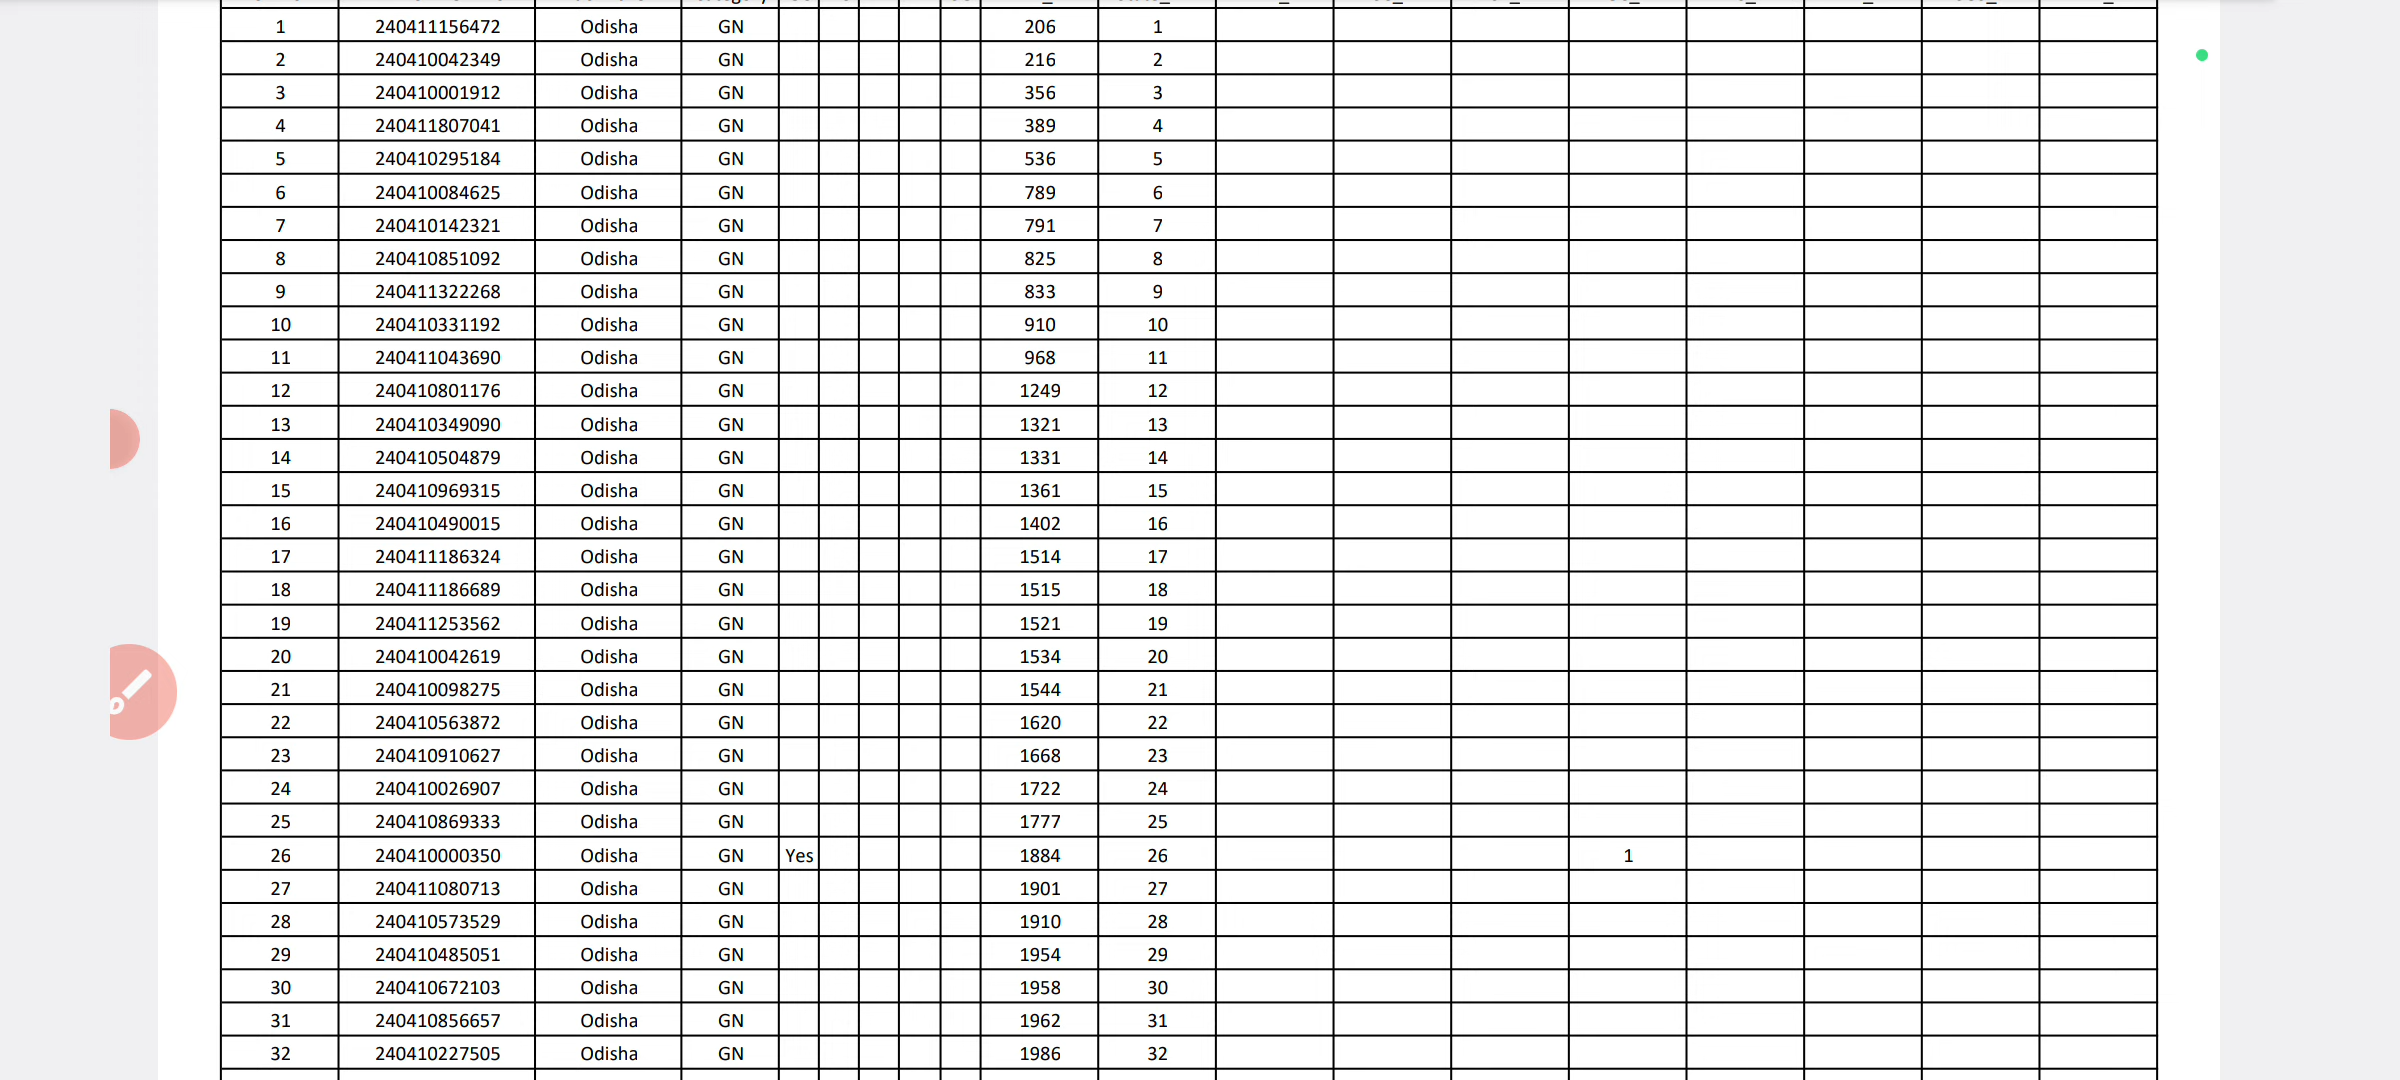 1 240411156472 Odisha GN 206 1
2 240410042349 Odisha GN 216 2
3 240410001912 Odisha GN 356 3
4 240411807041 Odisha GN 389 4
5 240410295184 Odisha GN 536 5
6 240410084625 Odisha GN 789 6
7 240410142321 Odisha GN 791 7
8 240410851092 Odisha GN 825 8
9 240411322268 Odisha GN 833 9
10 240410331192 Odisha GN 910 10
11 240411043690 Odisha GN 968 11
12 240410801176 Odisha GN 1249 12
13 240410349090 Odisha GN 1321 13
14 240410504879 Odisha GN 1331 14
15 240410969315 Odisha GN 1361 15
16 240410490015 Odisha GN 1402 16
17 240411186324 Odisha GN 1514 17
18 240411186689 Odisha GN 1515 18
19 240411253562 Odisha GN 1521 19
20 240410042619 Odisha GN 1534 20
21 240410098275 Odisha GN 1544 21
22 240410563872 Odisha GN 1620 22
23 240410910627 Odisha GN 1668 23
24 240410026907 Odisha GN 1722 24
25 240410869333 Odisha GN 1777 25
26 240410000350 Odisha GN Yes 1884 26 1
27 240411080713 Odisha GN 1901 27
28 240410573529 Odisha GN 1910 28
29 240410485051 Odisha GN 1954 29
30 240410672103 Odisha GN 1958 30
31 240410856657 Odisha GN 1962 31
32 240410227505 Odisha GN 1986 32